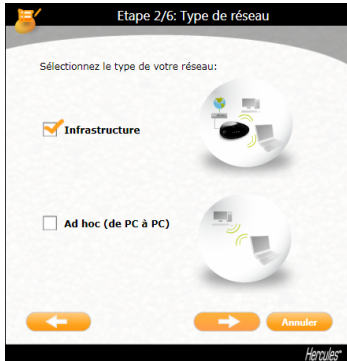 Etape 2/6: Type de réseau
Sélectionnez le type de votre réseau:
Infrastructure
Ad hoc (de PC à PC)
Annuler
Hercules®